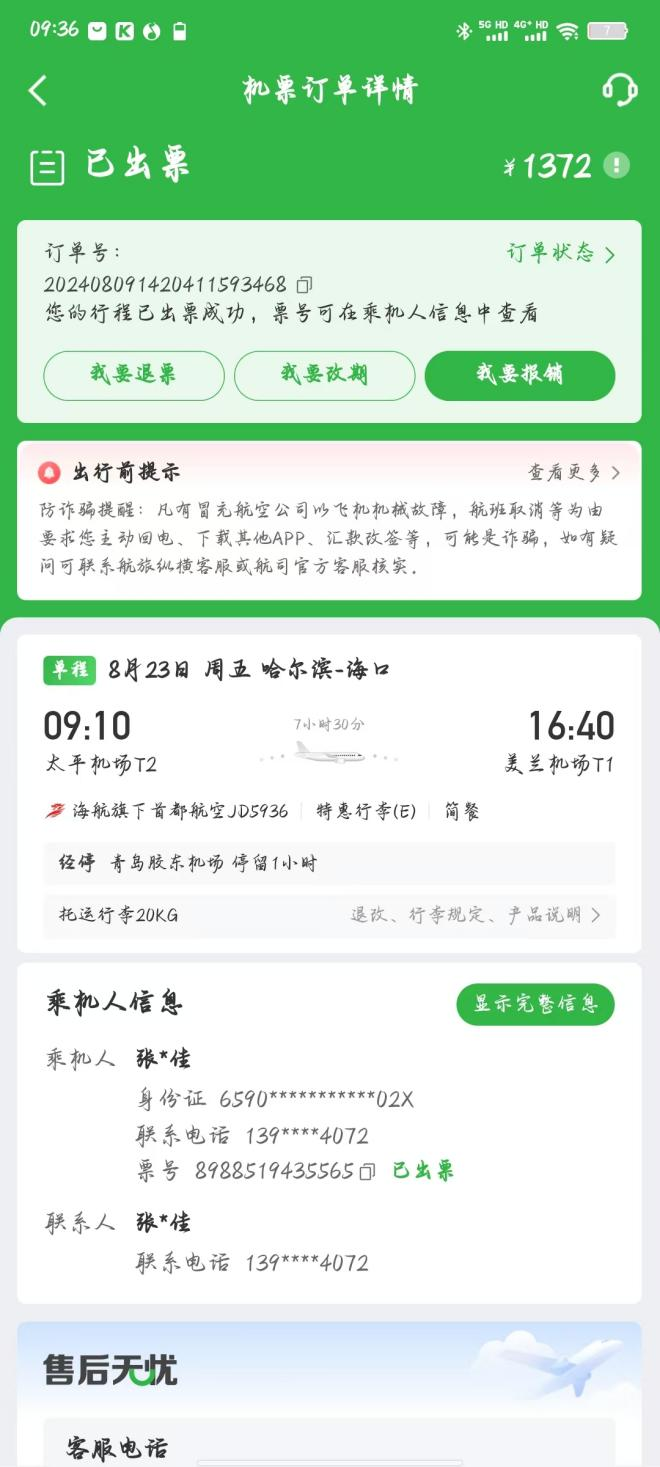 09:36 5G HD 4G+ HD 7
机票订单详情
已出票 ¥1372
订单号： 订单状态
202408091420411593468
您的行程已出票成功，票号可在乘机人信息中查看
我要退票 我要改期 我要报销
出行前提示 查看更多
防诈骗提醒：凡有冒充航空公司以飞机机械故障，航班取消等为由
要求您主动回电、下载其他APP、汇款改签等，可能是诈骗，如有疑
问可联系航旅纵横客服或航司官方客服核实.
单程 8月23日 周五 哈尔滨-海口
09:10 7小时30分 16:40
太平机场T2 美兰机场T1
海航旗下首都航空JD5936 特惠行李(E) 简餐
经停 青岛胶东机场 停留1小时
托运行李20KG 退改、行李规定、产品说明
乘机人信息 显示完整信息
乘机人 张*佳
身份证 6590***********02X
联系电话 139****4072
票号 8988519435565 已出票
联系人 张*佳
联系电话 139****4072
售后无忧
客服电话